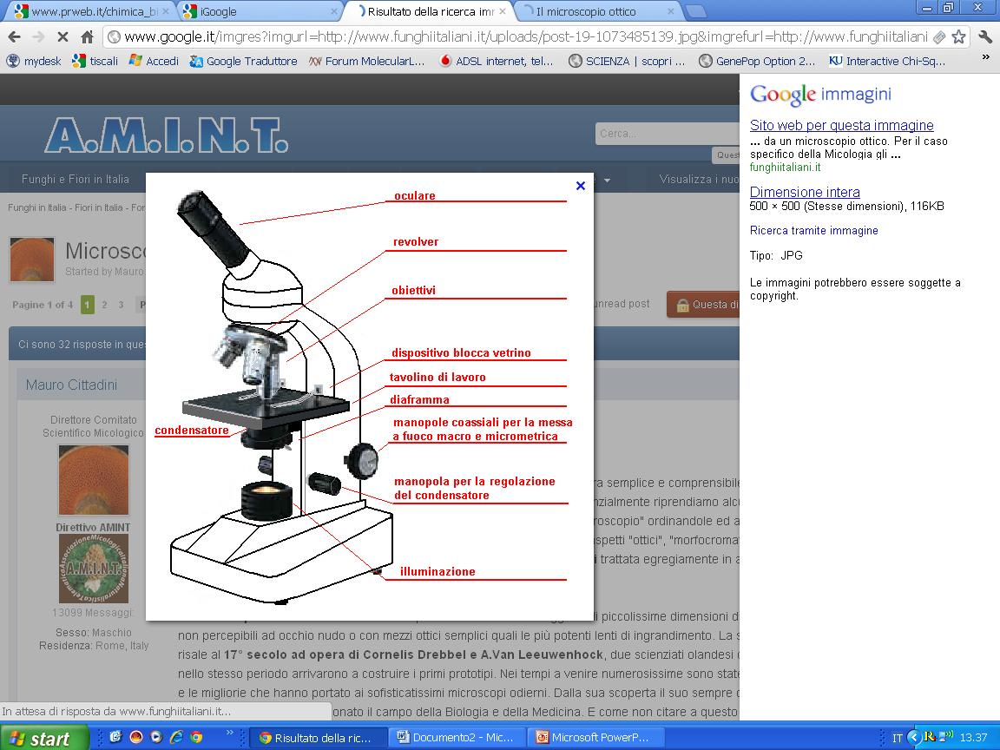 www.prweb.it/chimica_bi
iGoogle
Risultato della ricerca imm
Il microscopio ottico
www.google.it/imgres?imgurl=http://www.funghiitaliani.it/uploads/post-19-1073485139.jpg&imgrefurl=http://www.funghiitaliani
mydesk
tiscali
Accedi
Google Traduttore
Forum MolecularL...
ADSL internet, tel...
SCIENZA | scopri ...
GenePop Option 2...
KU Interactive Chi-Sq...
A.M.I.N.T.
Cerca...
Quest
Funghi e Fiori in Italia
Visualizza i nuo
Funghi in Italia - Fiori in Italia - For
Microsco
Started by Mauro
Pagine 1 of 4 1 2 3 P
unread post
Questa di
Ci sono 32 risposte in ques
Mauro Cittadini
Direttore Comitato
Scientifico Micologico
Direttivo AMINT
A.M.I.N.T.
13099 Messaggi:
Sesso: Maschio
Residenza: Rome, Italy
oculare
revolver
obiettivi
dispositivo blocca vetrino
tavolino di lavoro
diaframma
condensatore
manopole coassiali per la messa
a fuoco macro e micrometrica
manopola per la regolazione
del condensatore
illuminazione
ra semplice e comprensibile
nzialmente riprendiamo alcu
roscopio" ordinandole ed a
spetti "ottici", "morfocromat
i trattata egregiamente in a
li piccolissime dimensioni d
non percepibili ad occhio nudo o con mezzi ottici semplici quali le più potenti lenti di ingrandimento. La s
risale al 17° secolo ad opera di Cornelis Drebbel e A.Van Leeuwenhock, due scienziati olandesi c
nello stesso periodo arrivarono a costruire i primi prototipi. Nei tempi a venire numerosissime sono state
e le migliorie che hanno portato ai sofisticatissimi microscopi odierni. Dalla sua scoperta il suo sempre c
onato il campo della Biologia e della Medicina. E come non citare a questo
Google immagini
Sito web per questa immagine
... da un microscopio ottico. Per il caso
specifico della Micologia gli ...
funghiitaliani.it
Dimensione intera
500 × 500 (Stesse dimensioni), 116KB
Ricerca tramite immagine
Tipo: JPG
Le immagini potrebbero essere soggette a
copyright.
In attesa di risposta da www.funghiitaliani.it...
start
Risultato della ric...
Documento2 - Mic...
Microsoft PowerP...
IT
13.37